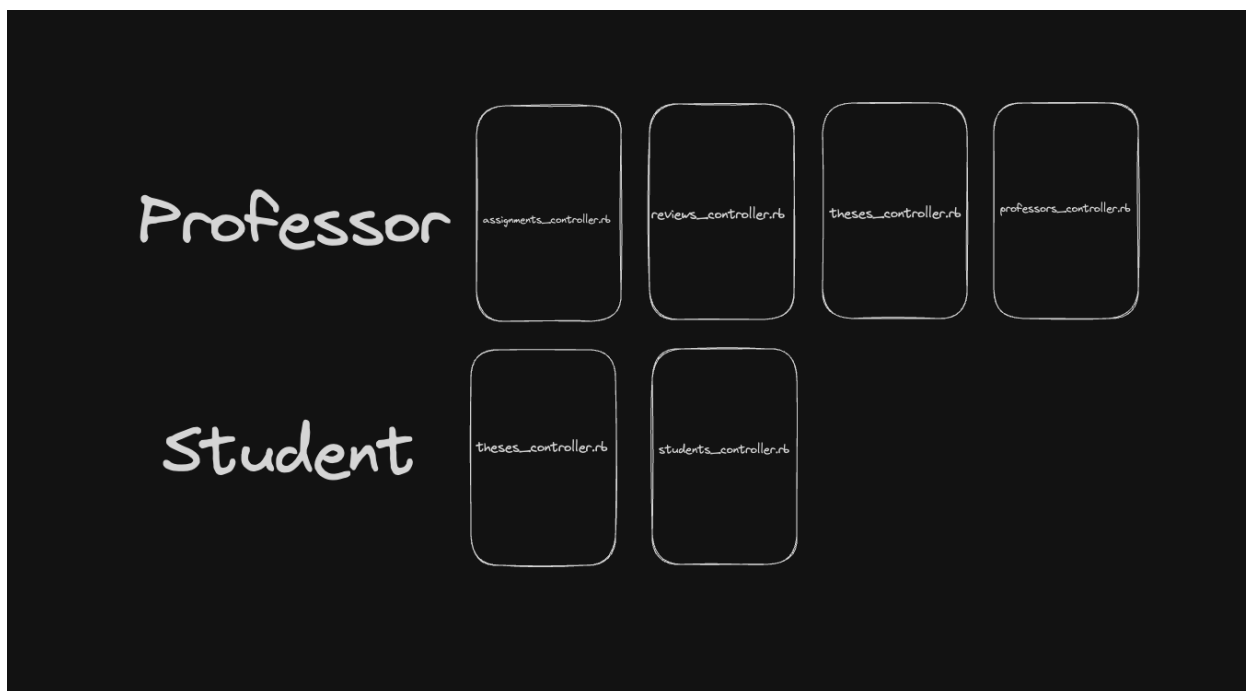 Professor
assignments_controller.rb
reviews_controller.rb
theses_controller.rb
professors_controller.rb
Student
theses_controller.rb
students_controller.rb